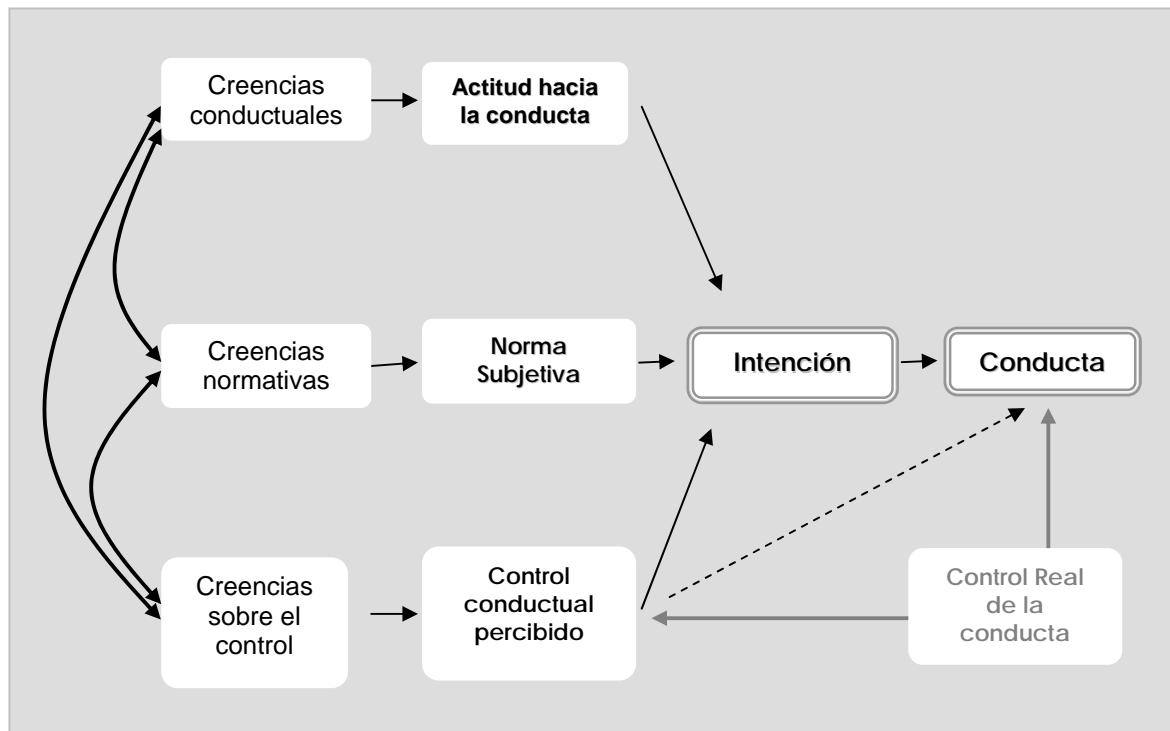 Creencias
conductuales
Actitud hacia
la conducta
Creencias
normativas
Norma
Subjetiva
Intención
Conducta
Creencias
sobre el
control
Control
conductual
percibido
Control Real
de la
conducta